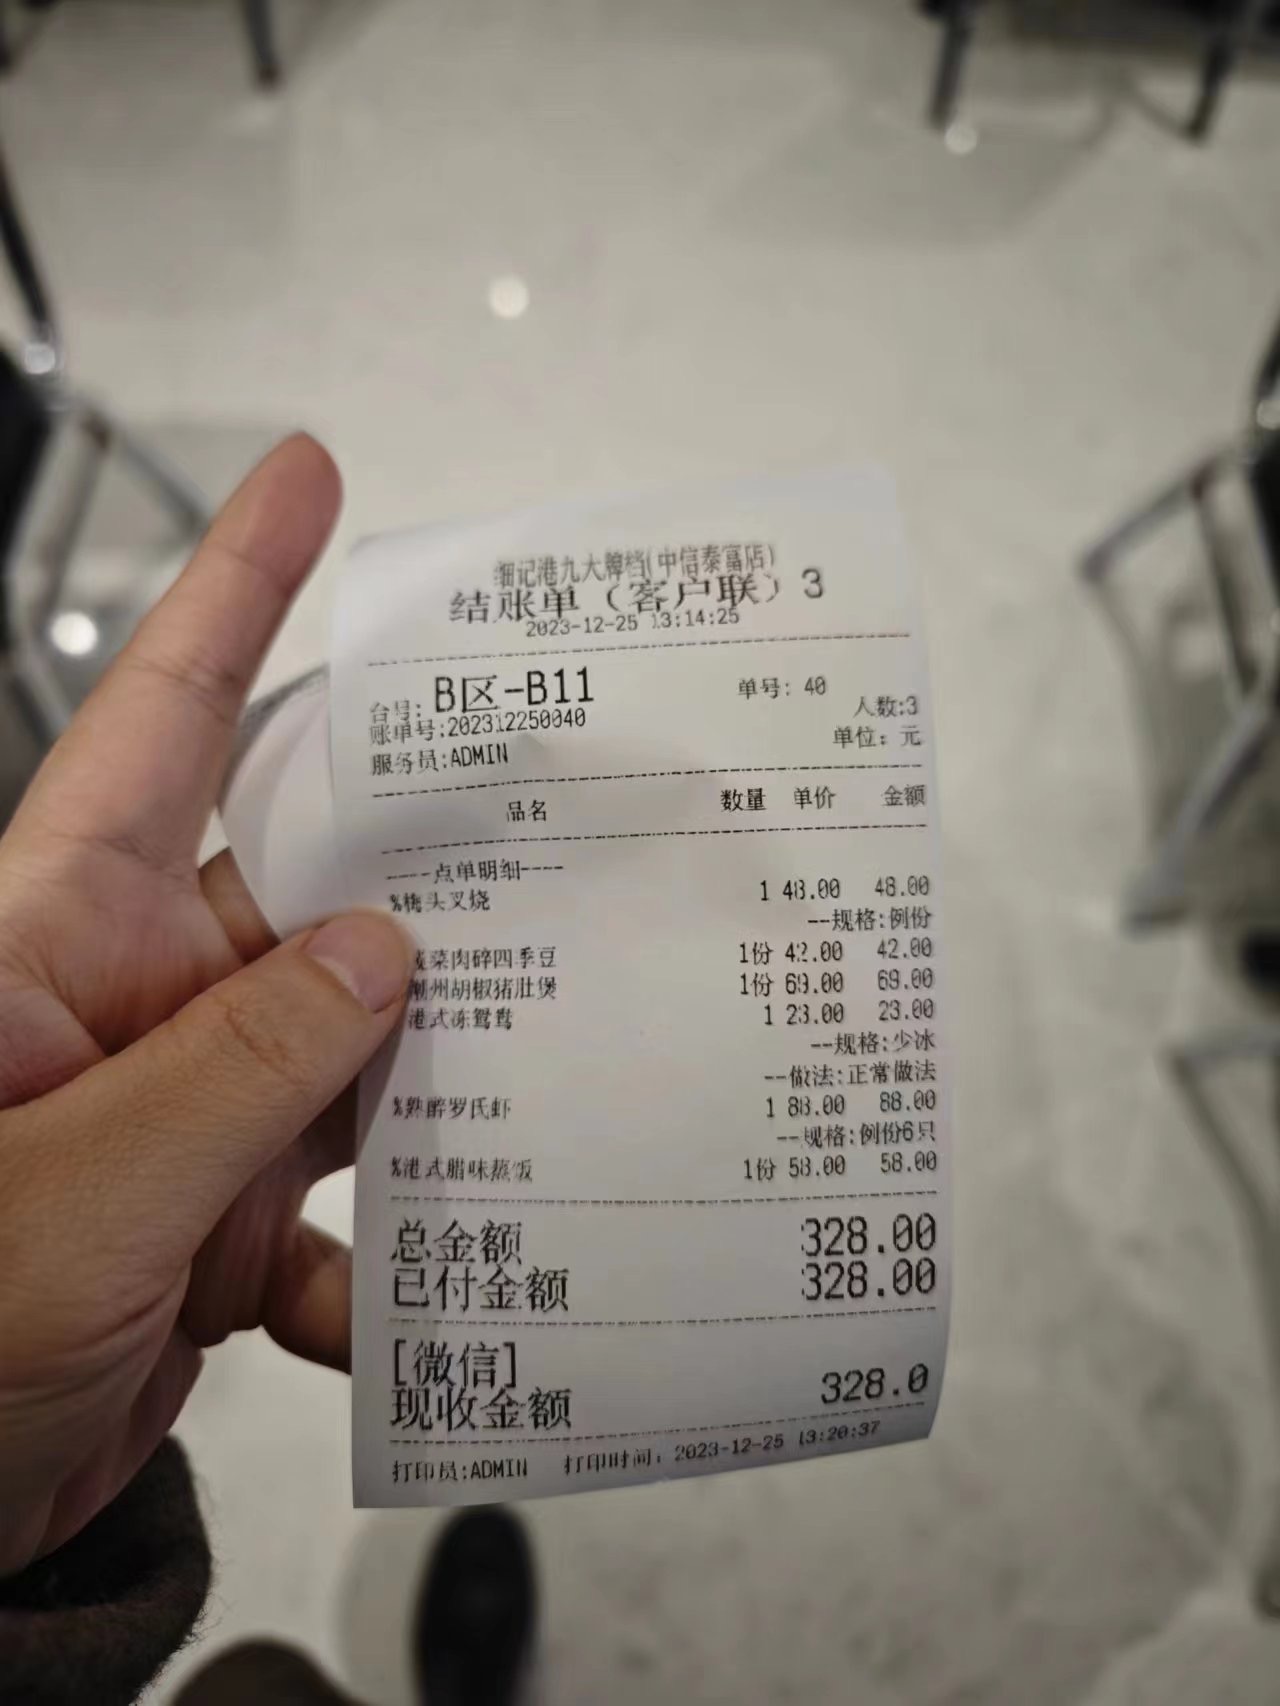 细记港九大牌档(中信泰富店)
结账单（客户联）3
2023-12-25 13:14:25
台号: B区-B11 单号: 40
账单号:202312250040 人数:3
服务员:ADMIN 单位: 元
品名 数量 单价 金额
----点单明细----
%梅头叉烧 1 48.00 48.00
--规格:例份
菜肉碎四季豆 1份 42.00 42.00
潮州胡椒猪肚煲 1份 69.00 69.00
港式冻鸳鸯 1 23.00 23.00
--规格:少冰
--做法:正常做法
%熟醉罗氏虾 1 88.00 88.00
--规格:例份6只
%港式腊味蒸饭 1份 58.00 58.00
总金额 328.00
已付金额 328.00
[微信]
现收金额 328.0
打印员:ADMIN 打印时间: 2023-12-25 13:20:37